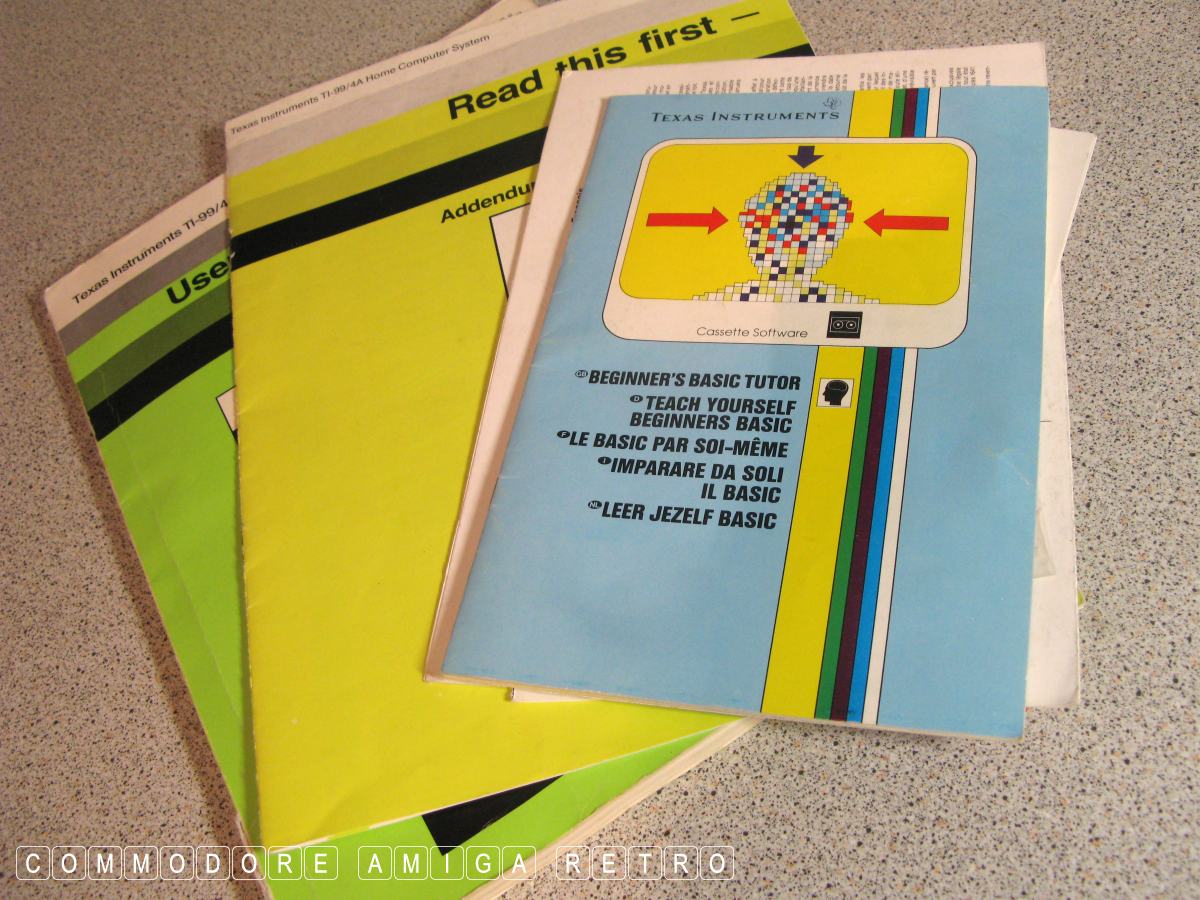 Texas Instruments TI-99/4A Home Computer System
Read this first —
Addendu
Texas Instruments TI-99/4
Use
TEXAS INSTRUMENTS
Cassette Software
GB BEGINNER'S BASIC TUTOR
D TEACH YOURSELF
BEGINNERS BASIC
F LE BASIC PAR SOI-MÊME
I IMPARARE DA SOLI
IL BASIC
NL LEER JEZELF BASIC
COMMODORE AMIGA RETRO